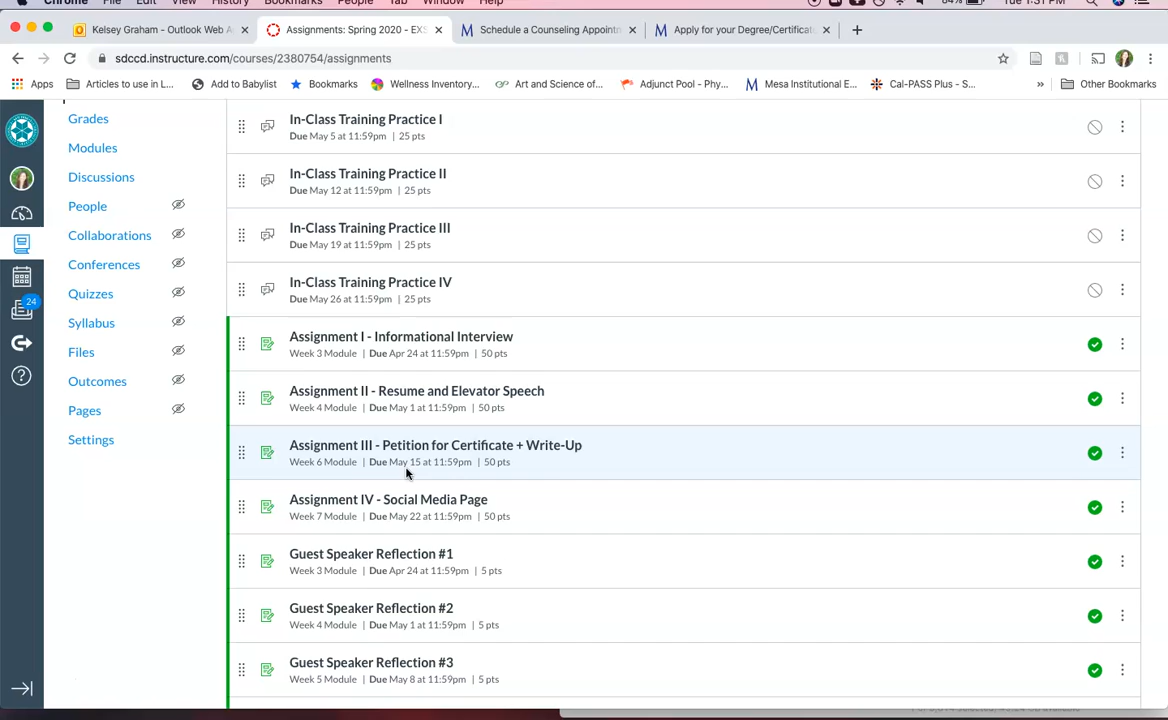 Chrome File Edit View History Bookmarks People Tab Window Help 64% Tue 1:31 PM
Kelsey Graham - Outlook Web A
Assignments: Spring 2020 - EXS
Schedule a Counseling Appointm
Apply for your Degree/Certificat
sdccd.instructure.com/courses/2380754/assignments
Apps
Articles to use in L...
Add to Babylist
Bookmarks
Wellness Inventory...
Art and Science of...
Adjunct Pool - Phy...
Mesa Institutional E...
Cal-PASS Plus - S...
»
Other Bookmarks
Grades
Modules
Discussions
People
Collaborations
Conferences
Quizzes
Syllabus
Files
Outcomes
Pages
Settings
24
In-Class Training Practice I
Due May 5 at 11:59pm | 25 pts
In-Class Training Practice II
Due May 12 at 11:59pm | 25 pts
In-Class Training Practice III
Due May 19 at 11:59pm | 25 pts
In-Class Training Practice IV
Due May 26 at 11:59pm | 25 pts
Assignment I - Informational Interview
Week 3 Module | Due Apr 24 at 11:59pm | 50 pts
Assignment II - Resume and Elevator Speech
Week 4 Module | Due May 1 at 11:59pm | 50 pts
Assignment III - Petition for Certificate + Write-Up
Week 6 Module | Due May 15 at 11:59pm | 50 pts
Assignment IV - Social Media Page
Week 7 Module | Due May 22 at 11:59pm | 50 pts
Guest Speaker Reflection #1
Week 3 Module | Due Apr 24 at 11:59pm | 5 pts
Guest Speaker Reflection #2
Week 4 Module | Due May 1 at 11:59pm | 5 pts
Guest Speaker Reflection #3
Week 5 Module | Due May 8 at 11:59pm | 5 pts